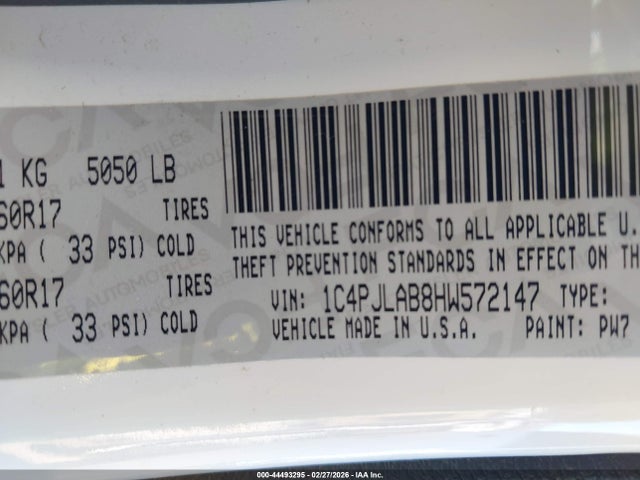 1 KG 5050 LB
60R17 TIRES
KPA ( 33 PSI) COLD
60R17
KPA ( 33 PSI) COLD
THIS VEHICLE CONFORMS TO ALL APPLICABLE U.
THEFT PREVENTION STANDARDS IN EFFECT ON TH
VIN: 1C4PJLAB8HW572147 TYPE:
VEHICLE MADE IN U.S.A. PAINT: PW7
000-44493295 - 02/27/2026 - IAA Inc.